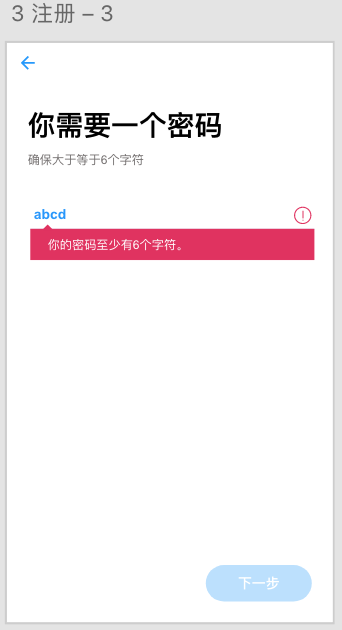 3 注册 – 3
你需要一个密码
确保大于等于6个字符
abcd
你的密码至少有6个字符。
下一步